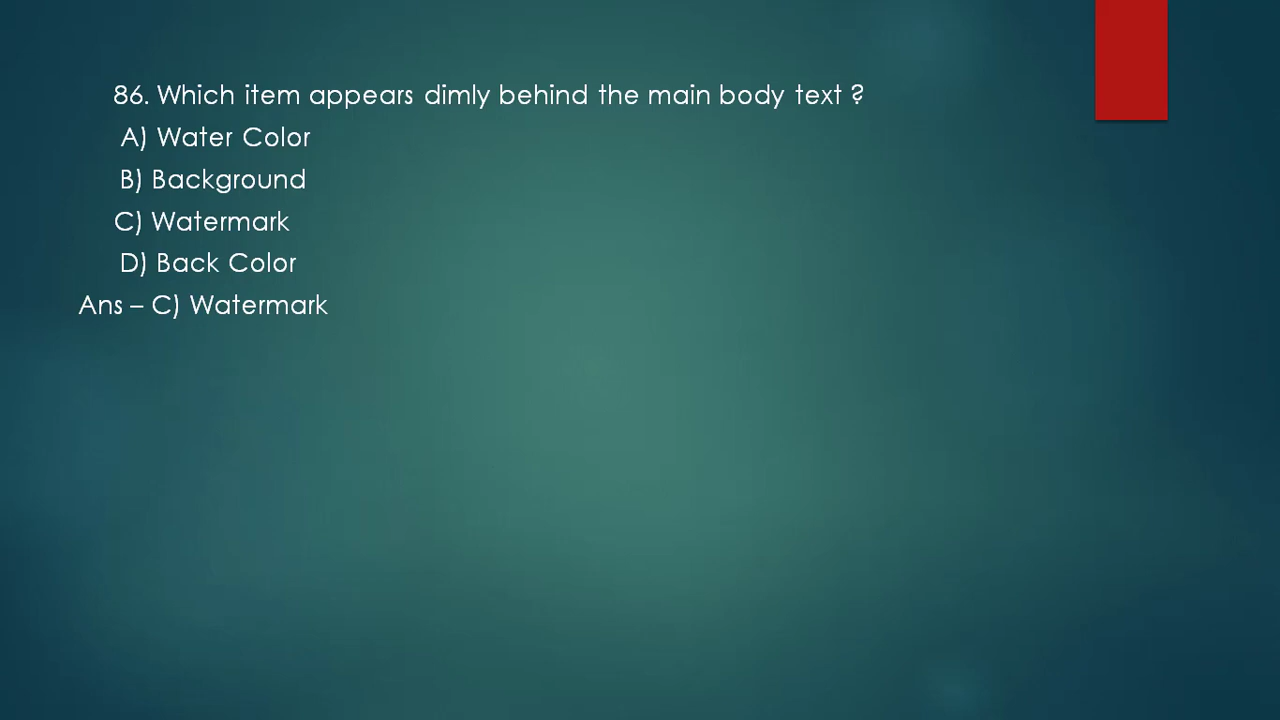 86. Which item appears dimly behind the main body text ?
A) Water Color
B) Background
C) Watermark
D) Back Color
Ans – C) Watermark